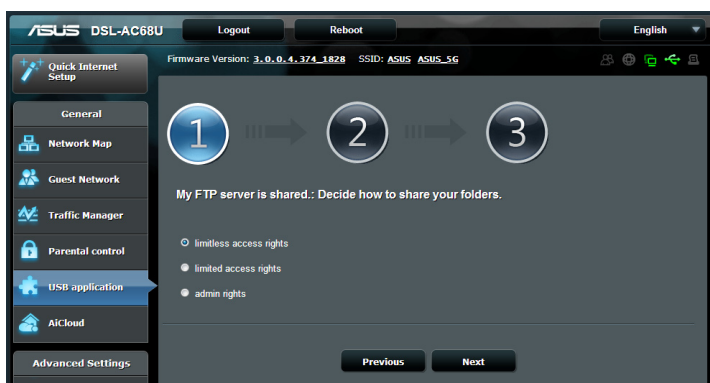 ASUS DSL-AC68U
Logout
Reboot
English
Quick Internet
Setup
Firmware Version: 3.0.0.4.374_1828 SSID: ASUS ASUS_5G
General
Network Map
Guest Network
Traffic Manager
Parental control
USB application
AiCloud
Advanced Settings
1
2
3
My FTP server is shared.: Decide how to share your folders.
limitless access rights
limited access rights
admin rights
Previous
Next